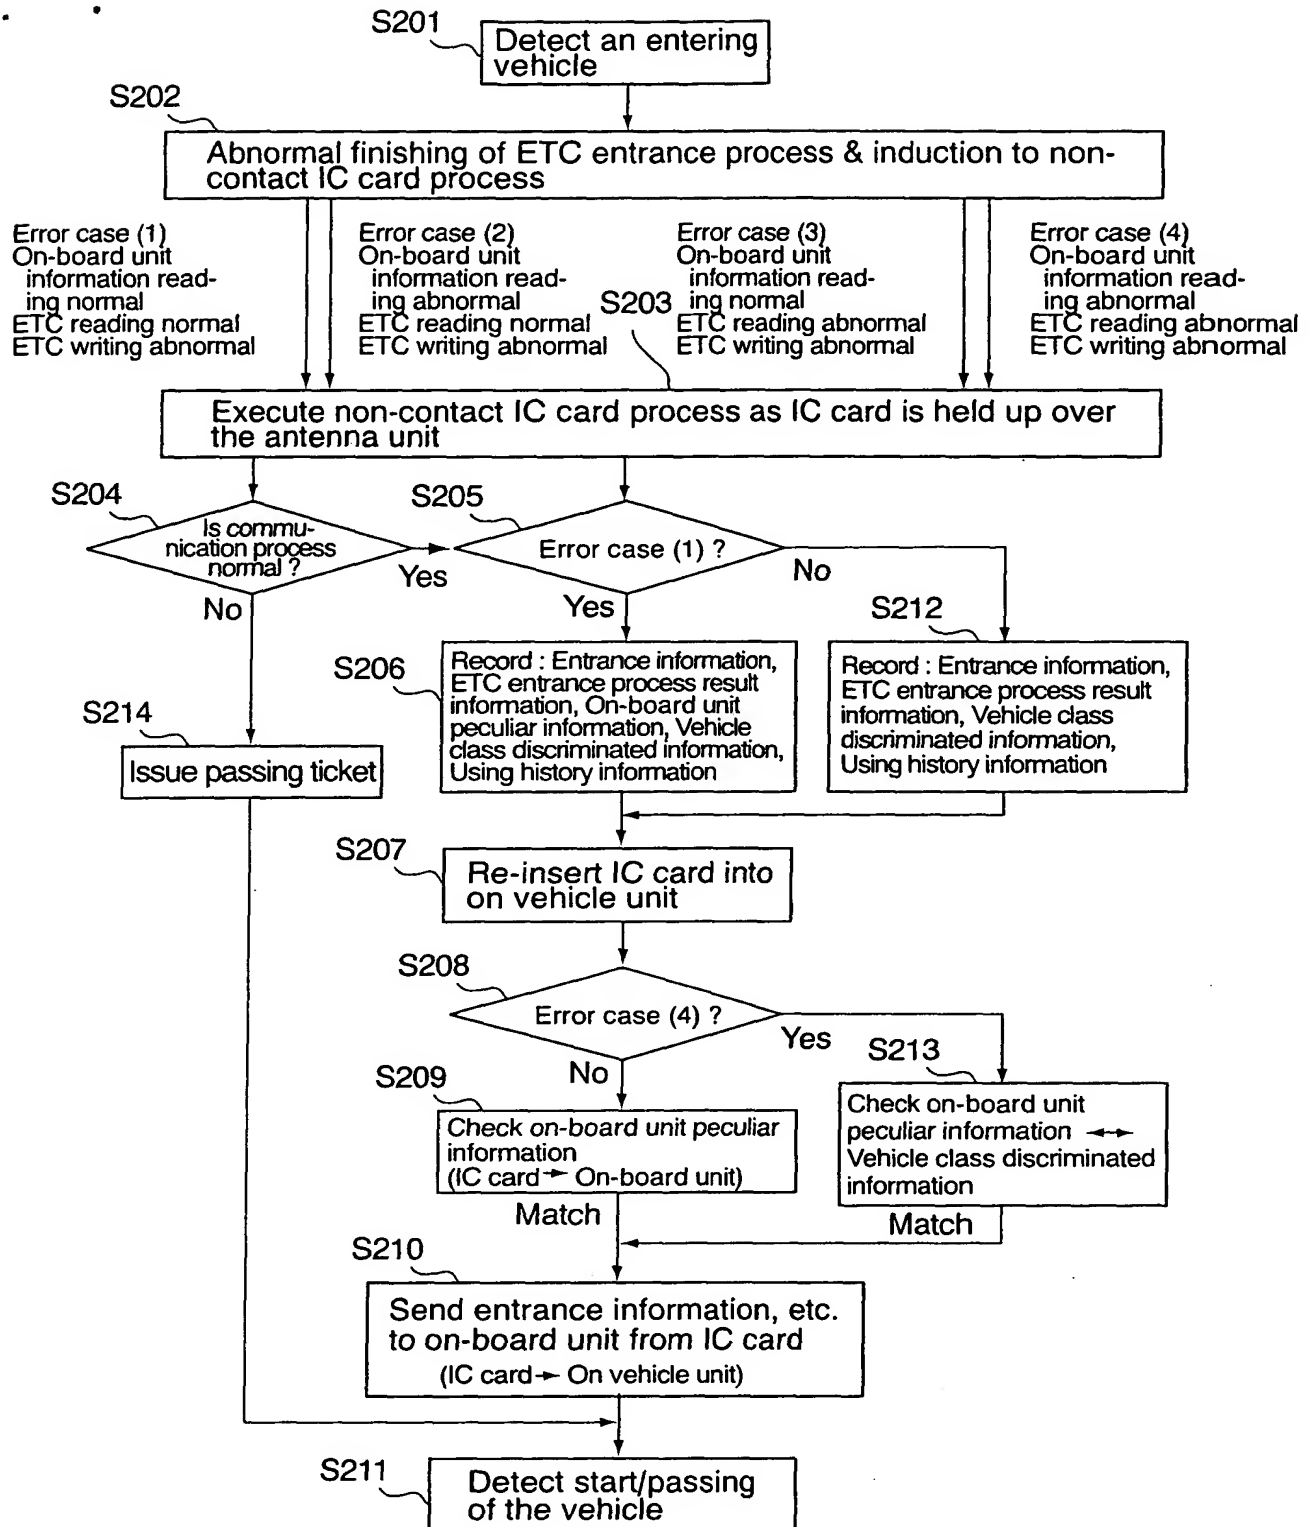 S201
Detect an entering
vehicle
S202
Abnormal finishing of ETC entrance process & induction to non-
contact IC card process
Error case (1)
On-board unit
information read-
ing normal
ETC reading normal
ETC writing abnormal
Error case (2)
On-board unit
information read-
ing abnormal
ETC reading normal
ETC writing abnormal
Error case (3)
On-board unit
information read-
ing normal
ETC reading abnormal
ETC writing abnormal
Error case (4)
On-board unit
information read-
ing abnormal
ETC reading abnormal
ETC writing abnormal
S203
Execute non-contact IC card process as IC card is held up over
the antenna unit
S204
Is commu-
nication process
normal ?
Yes
No
S205
Error case (1) ?
No
Yes
S206
Record : Entrance information,
ETC entrance process result
information, On-board unit
peculiar information, Vehicle
class discriminated information,
Using history information
S212
Record : Entrance information,
ETC entrance process result
information, Vehicle class
discriminated information,
Using history information
S214
Issue passing ticket
S207
Re-insert IC card into
on vehicle unit
S208
Error case (4) ?
Yes
No
S209
Check on-board unit peculiar
information
(IC card → On-board unit)
Match
S213
Check on-board unit
peculiar information ↔
Vehicle class discriminated
information
Match
S210
Send entrance information, etc.
to on-board unit from IC card
(IC card → On vehicle unit)
S211
Detect start/passing
of the vehicle